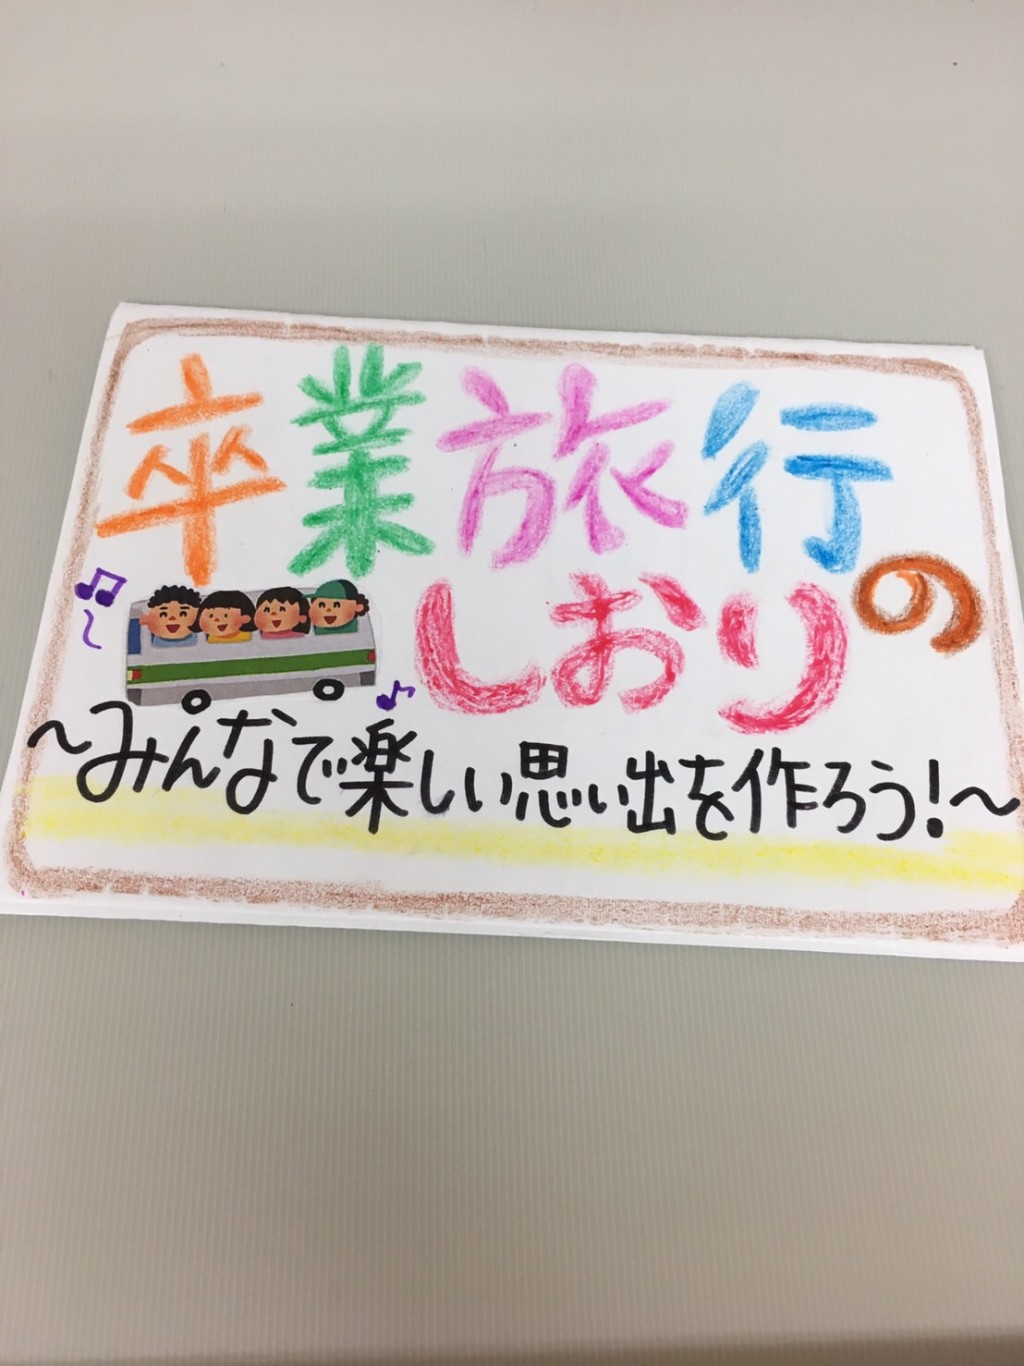 卒業旅行の
しおり
～みんなで楽しい思い出を作ろう!～